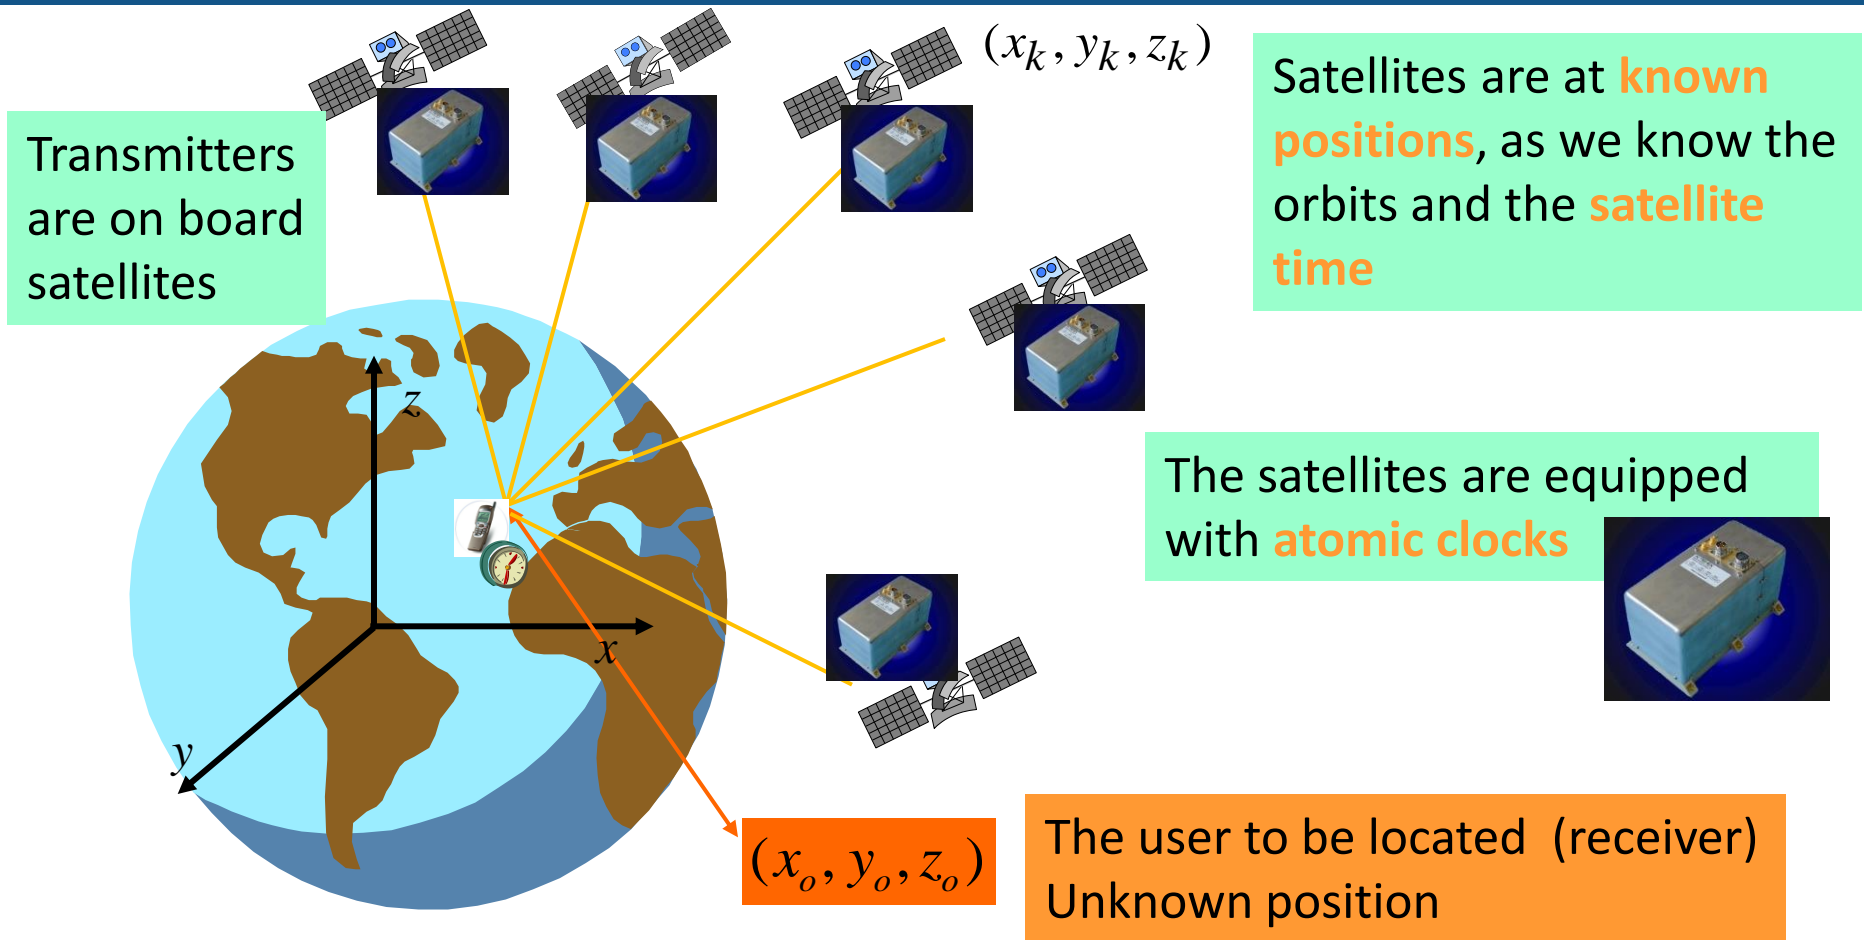 (x_k, y_k, z_k)
Transmitters
are on board
satellites
Satellites are at known
positions, as we know the
orbits and the satellite
time
z
The satellites are equipped
with atomic clocks
x
y
(x_o, y_o, z_o)
The user to be located (receiver)
Unknown position